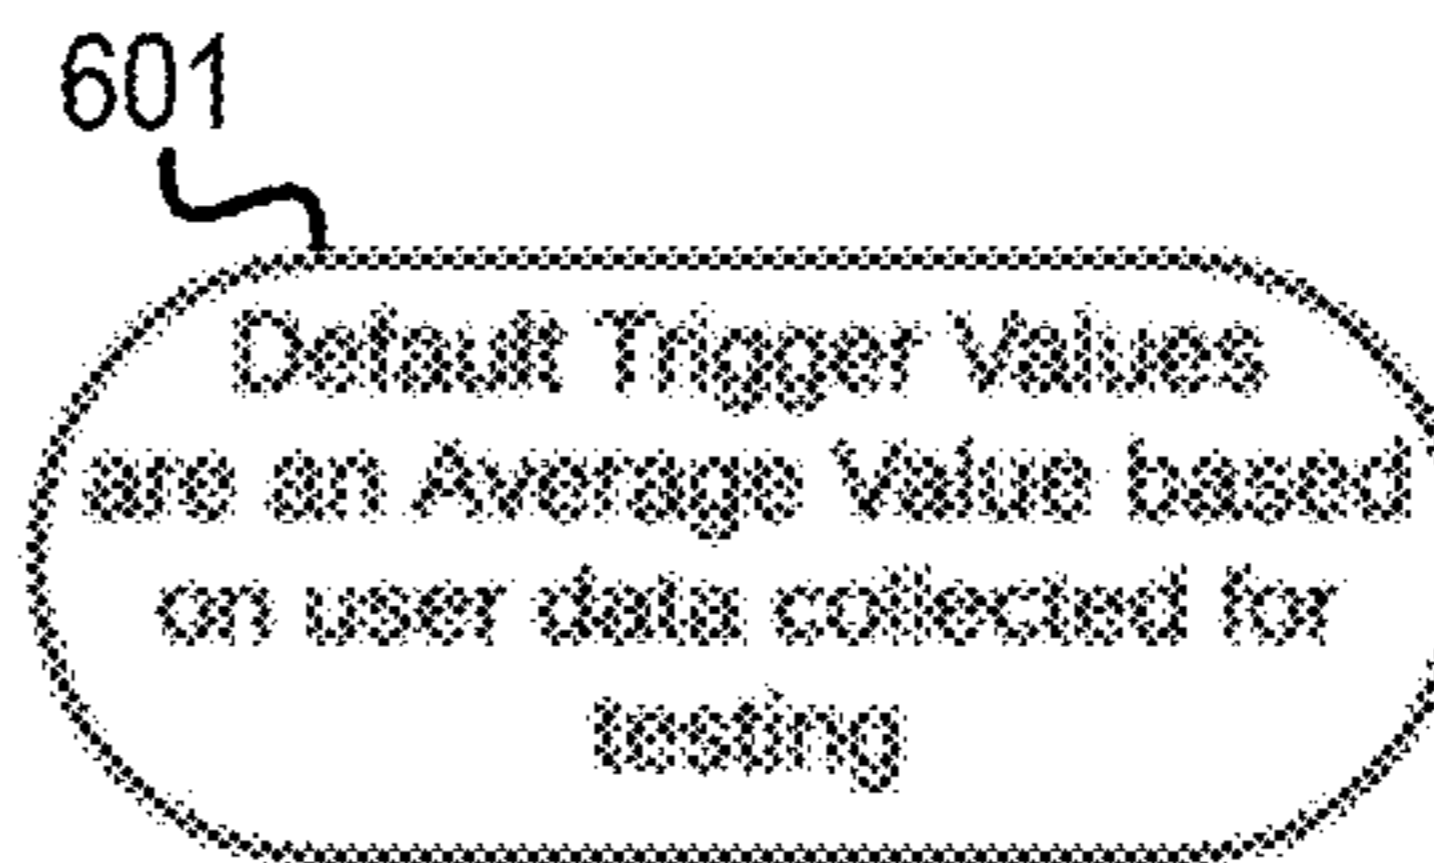 601
Default Trigger Values
are an Average Value based
on user data collected for
testing